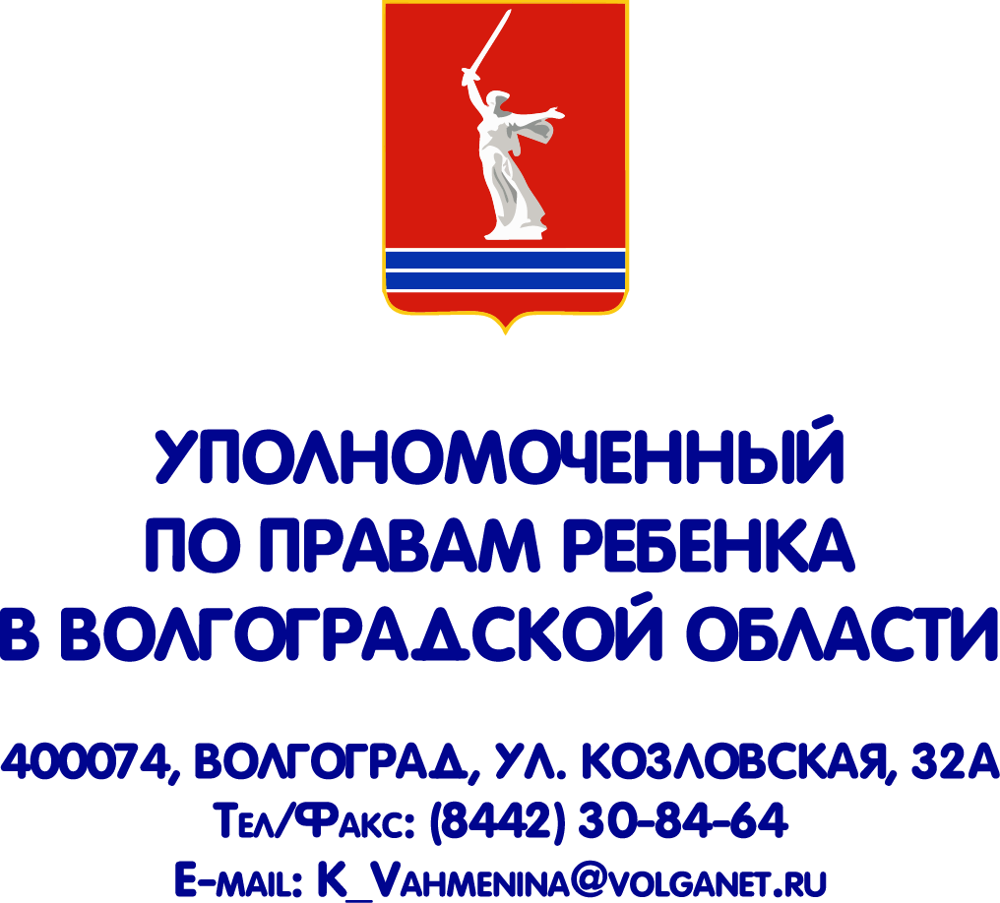 УПОЛНОМОЧЕННЫЙ
ПО ПРАВАМ РЕБЕНКА
В ВОЛГОГРАДСКОЙ ОБЛАСТИ
400074, ВОЛГОГРАД, УЛ. КОЗЛОВСКАЯ, 32А
ТЕЛ/ФАКС: (8442) 30-84-64
E-MAIL: K_VAHMENINA@VOLGANET.RU